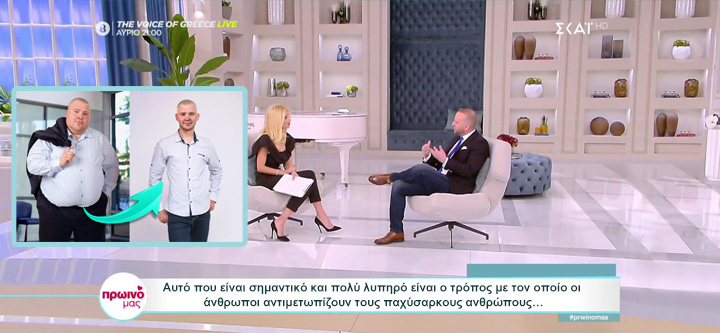 THE VOICE OF GREECE LIVE
ΑΥΡΙΟ 21:00
ΣΚΑΪ HD
πρωινό
μας
Αυτό που είναι σημαντικό και πολύ λυπηρό είναι ο τρόπος με τον οποίο οι
άνθρωποι αντιμετωπίζουν τους παχύσαρκους ανθρώπους...
#prwinomas